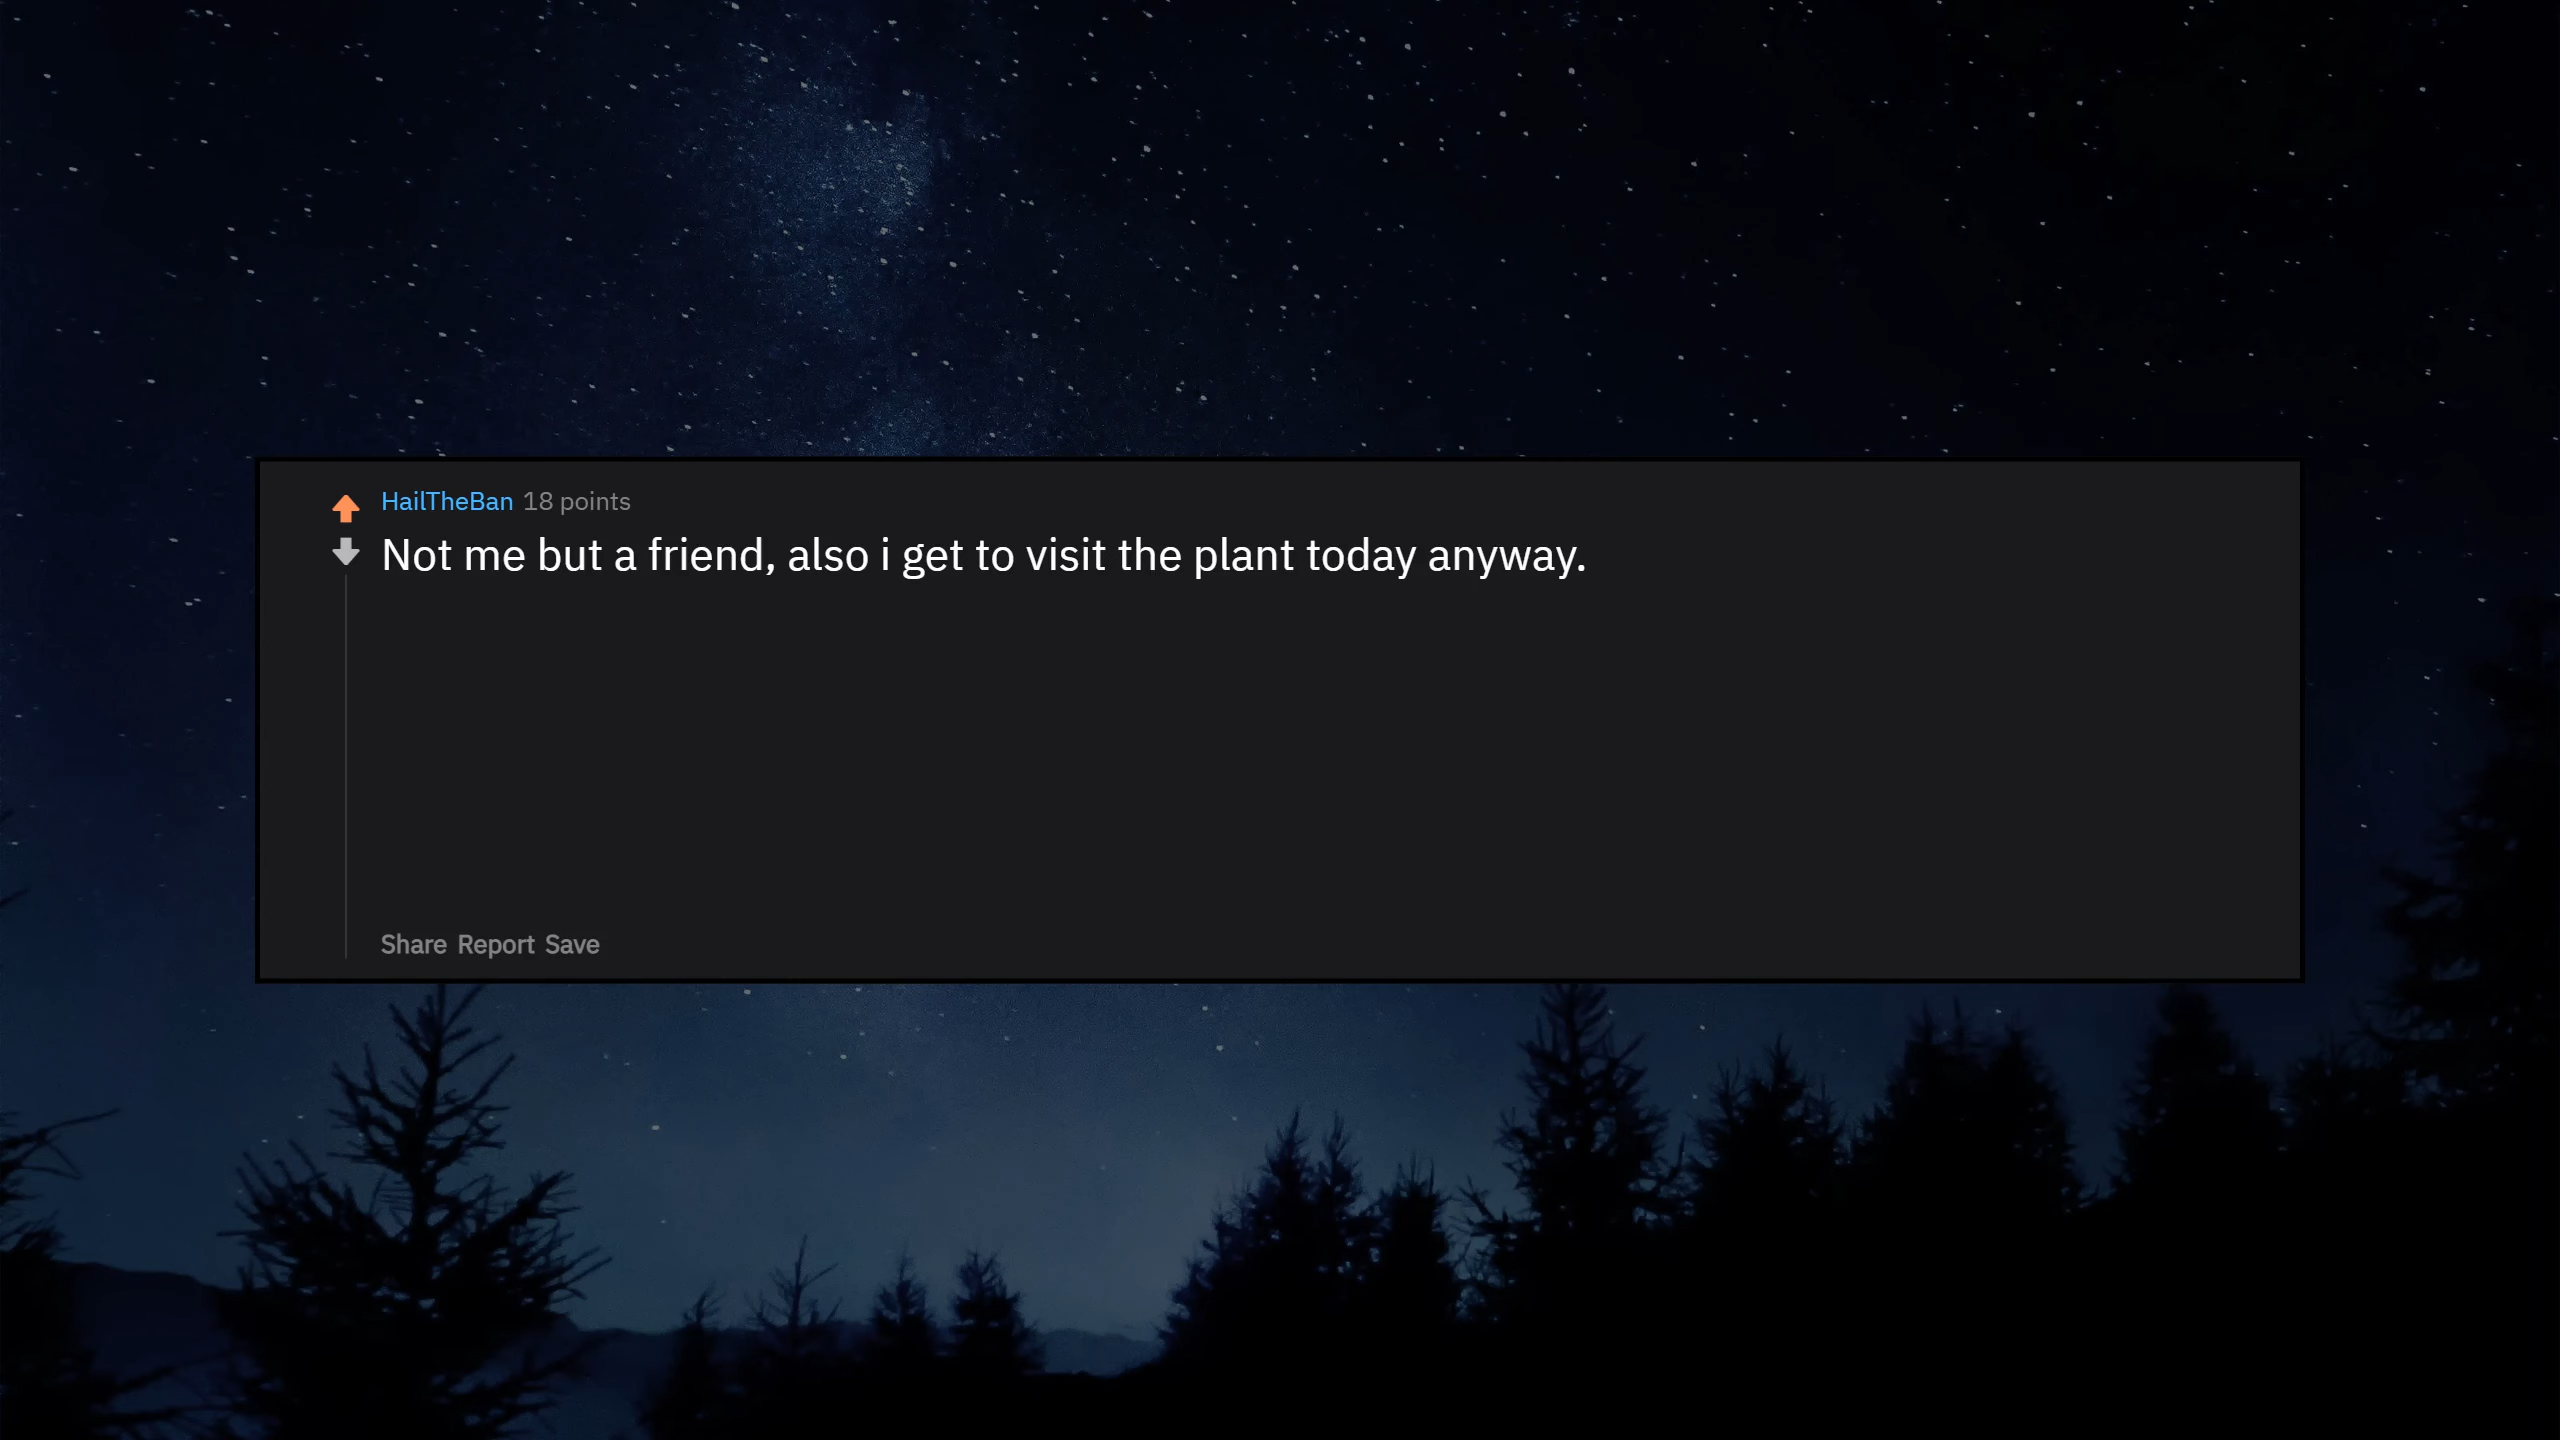 HailTheBan 18 points
Not me but a friend, also i get to visit the plant today anyway.
Share Report Save